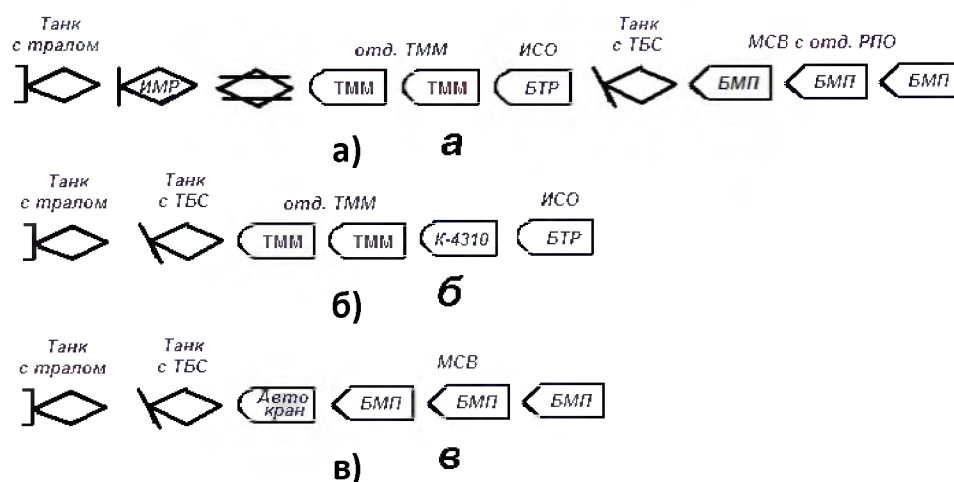 Танк
с тралом
отд. ТММ
ИСО
Танк
с ТБС
МСВ с отд. РПО
ИМР
ТММ
ТММ
БТР
БМП
БМП
БМП
а)
а
Танк
с тралом
Танк
с ТБС
отд. ТММ
ИСО
ТММ
ТММ
К-4310
БТР
б)
б
Танк
с тралом
Танк
с ТБС
МСВ
Авто
кран
БМП
БМП
БМП
в)
в